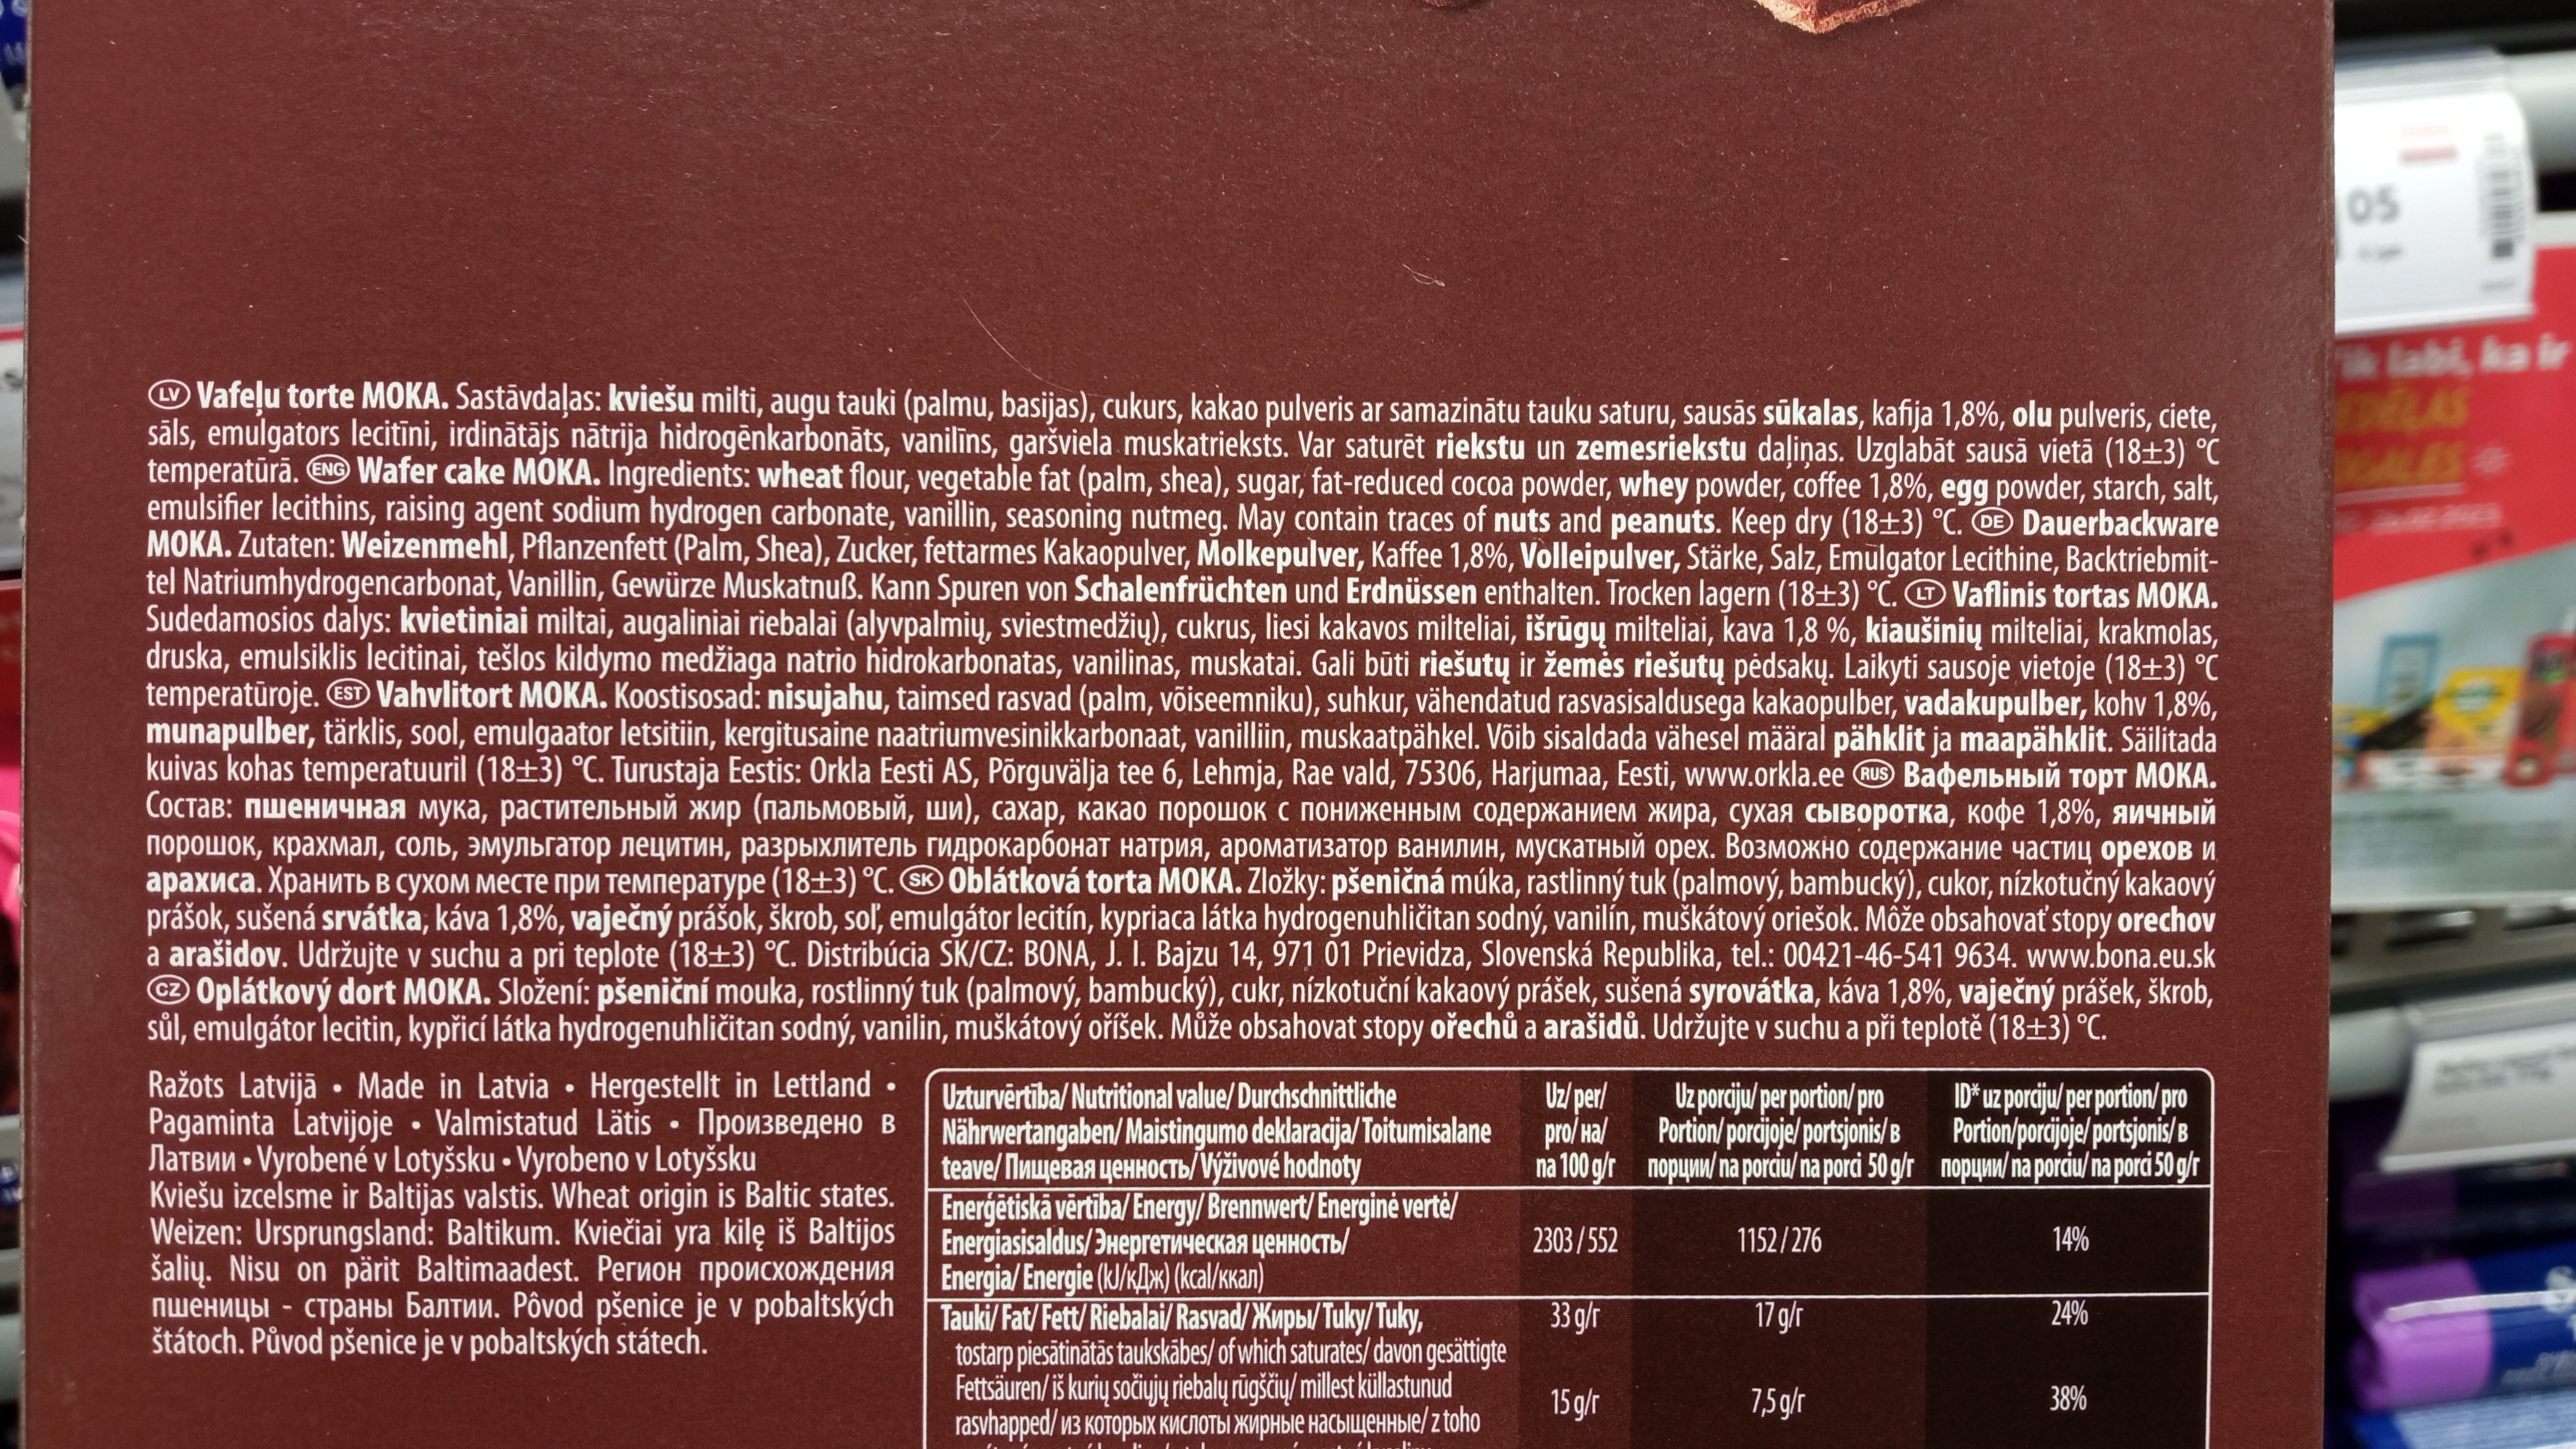 LV Vafeļu torte MOKA. Sastāvdaļas: kviešu milti, augu tauki (palmu, basijas), cukurs, kakao pulveris ar samazinātu tauku saturu, sausās sūkalas, kafija 1,8%, olu pulveris, ciete,
sāls, emulgators lecitīni, irdinātājs nātrija hidrogēnkarbonāts, vanilīns, garšviela muskatrieksts. Var saturēt riekstu un zemesriekstu daļiņas. Uzglabāt sausā vietā (18±3) °C
temperatūrā. ENG Wafer cake MOKA. Ingredients: wheat flour, vegetable fat (palm, shea), sugar, fat-reduced cocoa powder, whey powder, coffee 1,8%, egg powder, starch, salt,
emulsifier lecithins, raising agent sodium hydrogen carbonate, vanillin, seasoning nutmeg. May contain traces of nuts and peanuts. Keep dry (18±3) °C. DE Dauerbackware
MOKA. Zutaten: Weizenmehl, Pflanzenfett (Palm, Shea), Zucker, fettarmes Kakaopulver, Molkepulver, Kaffee 1,8%, Volleipulver, Stärke, Salz, Emulgator Lecithine, Backtriebmit-
tel Natriumhydrogencarbonat, Vanillin, Gewürze Muskatnuß. Kann Spuren von Schalenfrüchten und Erdnüssen enthalten. Trocken lagern (18±3) °C. LT Vaflinis tortas MOKA.
Sudedamosios dalys: kvietiniai miltai, augaliniai riebalai (alyvpalmių, sviestmedžių), cukrus, liesi kakavos milteliai, išrūgų milteliai, kava 1,8 %, kiaušinių milteliai, krakmolas,
druska, emulsiklis lecitinai, tešlos kildymo medžiaga natrio hidrokarbonatas, vanilinas, muskatai. Gali būti riešutų ir žemės riešutų pėdsakų. Laikyti sausoje vietoje (18±3) °C
temperatūroje. EST Vahvlitort MOKA. Koostisosad: nisujahu, taimsed rasvad (palm, võiseemniku), suhkur, vähendatud rasvasisaldusega kakaopulber, vadakupulber, kohv 1,8%,
munapulber, tärklis, sool, emulgaator letsitiin, kergitusaine naatriumvesinikkarbonaat, vanilliin, muskaatpähkel. Võib sisaldada vähesel määral pähklit ja maapähklit. Säilitada
kuivas kohas temperatuuril (18±3) °C. Turustaja Eestis: Orkla Eesti AS, Põrguvälja tee 6, Lehmja, Rae vald, 75306, Harjumaa, Eesti, www.orkla.ee RUS Вафельный торт МОКА.
Состав: пшеничная мука, растительный жир (пальмовый, ши), сахар, какао порошок с пониженным содержанием жира, сухая сыворотка, кофе 1,8%, яичный
порошок, крахмал, соль, эмульгатор лецитин, разрыхлитель гидрокарбонат натрия, ароматизатор ванилин, мускатный орех. Возможно содержание частиц орехов и
арахиса. Хранить в сухом месте при температуре (18±3) °C. SK Oblátková torta MOKA. Zložky: pšeničná múka, rastlinný tuk (palmový, bambucký), cukor, nízkotučný kakaový
prášok, sušená srvátka, káva 1,8%, vaječný prášok, škrob, soľ, emulgátor lecitín, kypriaca látka hydrogenuhličitan sodný, vanilín, muškátový oriešok. Môže obsahovať stopy orechov
a arašidov. Udržujte v suchu a pri teplote (18±3) °C. Distribúcia SK/CZ: BONA, J. I. Bajzu 14, 971 01 Prievidza, Slovenská Republika, tel.: 00421-46-541 9634. www.bona.eu.sk
CZ Oplátkový dort MOKA. Složení: pšeniční mouka, rostlinný tuk (palmový, bambucký), cukr, nízkotuční kakaový prášek, sušená syrovátka, káva 1,8%, vaječný prášek, škrob,
sůl, emulgátor lecitin, kypřicí látka hydrogenuhličitan sodný, vanilin, muškátový oříšek. Může obsahovat stopy ořechů a arašidů. Udržujte v suchu a při teplotě (18±3) °C.
Ražots Latvijā • Made in Latvia • Hergestellt in Lettland •
Pagaminta Latvijoje • Valmistatud Lätis • Произведено в
Латвии • Vyrobené v Lotyšsku • Vyrobeno v Lotyšsku
Kviešu izcelsme ir Baltijas valstis. Wheat origin is Baltic states.
Weizen: Ursprungsland: Baltikum. Kviečiai yra kilę iš Baltijos
šalių. Nisu on pärit Baltimaadest. Регион происхождения
пшеницы - страны Балтии. Pôvod pšenice je v pobaltských
štátoch. Původ pšenice je v pobaltských státech.
Uzturvērtība/ Nutritional value/ Durchschnittliche
Nährwertangaben/ Maistingumo deklaracija/ Toitumisalane
teave/ Пищевая ценность/ Výživové hodnoty
Uz/ per/
pro/ на/
na 100 g/г
Uz porciju/ per portion/ pro
Portion/ porcijoje/ portsjonis/ в
порции/ na porciu/ na porci 50 g/г
ID* uz porciju/ per portion/ pro
Portion/porcijoje/ portsjonis/ в
порции/ na porciu/ na porci 50 g/г
Enerģētiskā vērtība/ Energy/ Brennwert/ Energinė vertė/
Energiasisaldus/ Энергетическая ценность/
Energia/ Energie (kJ/кДж) (kcal/ккал)
2303 / 552
1152 / 276
14%
Tauki/ Fat/ Fett/ Riebalai/ Rasvad/ Жиры/ Tuky/ Tuky,
33 g/г
17 g/г
24%
tostarp piesātinātās taukskābes/ of which saturates/ davon gesättigte
Fettsäuren/ iš kurių sočiųjų riebalų rūgščių/ millest küllastunud
rasvhapped/ из которых кислоты жирные насыщенные/ z toho
15 g/г
7,5 g/г
38%
05
labi, ka ir